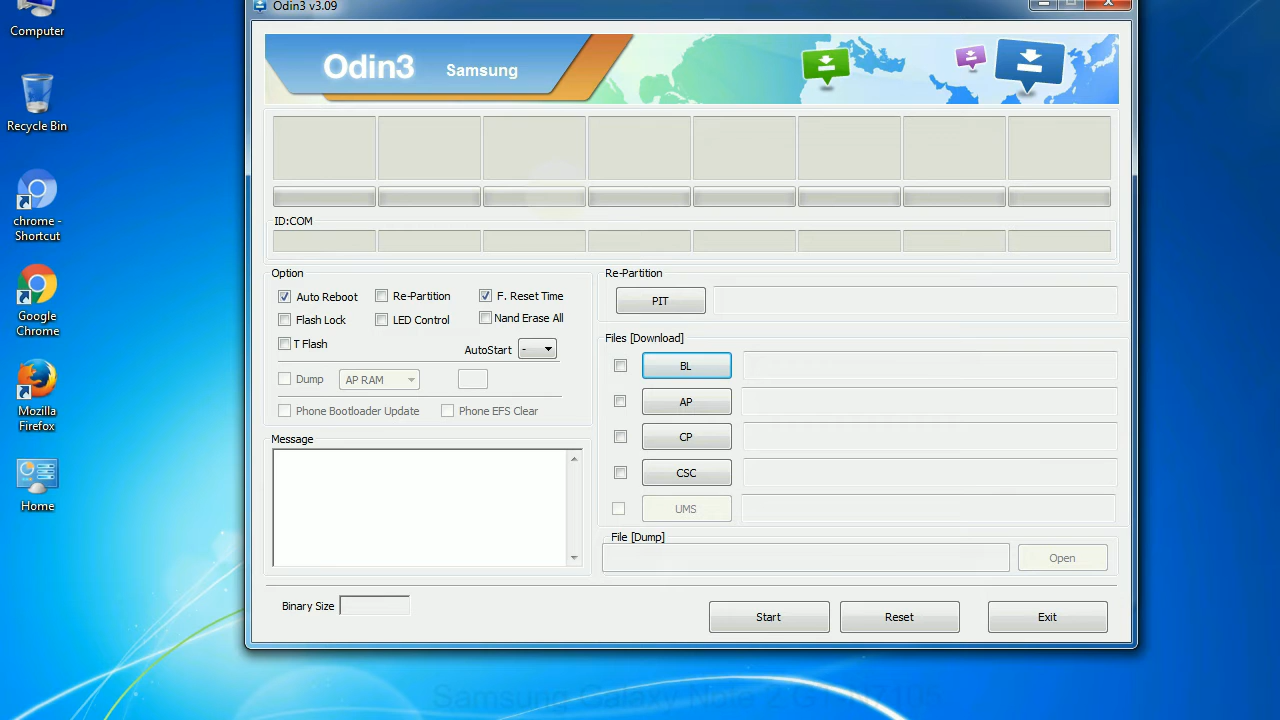 Odin3 v3.09
Computer
Recycle Bin
chrome -
Shortcut
Google
Chrome
Mozilla
Firefox
Home
Odin3
Samsung
ID:COM
Option
Auto Reboot
Re-Partition
F. Reset Time
Flash Lock
LED Control
Nand Erase All
T Flash
AutoStart
-
Dump
AP RAM
Phone Bootloader Update
Phone EFS Clear
Message
Re-Partition
PIT
Files [Download]
BL
AP
CP
CSC
UMS
File [Dump]
Open
Binary Size
Start
Reset
Exit
Samsung Galaxy Note 2